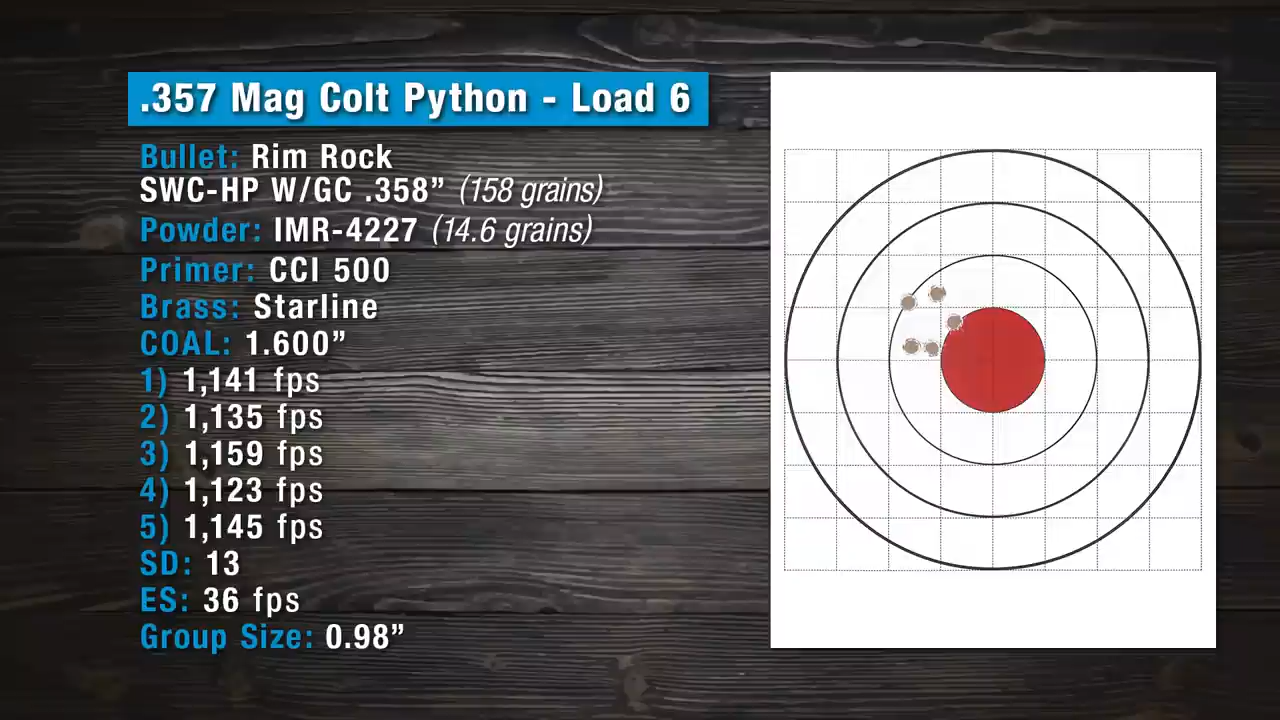 .357 Mag Colt Python - Load 6
Bullet: Rim Rock
SWC-HP W/GC .358” (158 grains)
Powder: IMR-4227 (14.6 grains)
Primer: CCI 500
Brass: Starline
COAL: 1.600”
1) 1,141 fps
2) 1,135 fps
3) 1,159 fps
4) 1,123 fps
5) 1,145 fps
SD: 13
ES: 36 fps
Group Size: 0.98”